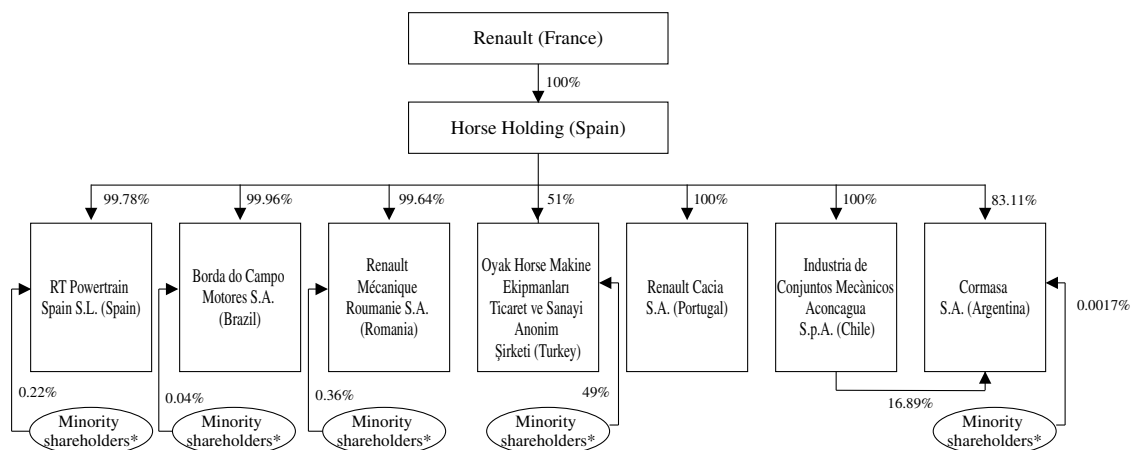 Renault (France)
100%
Horse Holding (Spain)
99.78%
99.96%
99.64%
51%
100%
100%
83.11%
RT Powertrain
Spain S.L. (Spain)
Borda do Campo
Motores S.A.
(Brazil)
Renault
Mécanique
Roumanie S.A.
(Romania)
Oyak Horse Makine
Ekipmanları
Ticaret ve Sanayi
Anonim
Şirketi (Turkey)
Renault Cacia
S.A. (Portugal)
Industria de
Conjuntos Mecànicos
Aconcagua
S.p.A. (Chile)
Cormasa
S.A. (Argentina)
0.0017%
0.22%
0.04%
0.36%
49%
16.89%
Minority
shareholders*
Minority
shareholders*
Minority
shareholders*
Minority
shareholders*
Minority
shareholders*